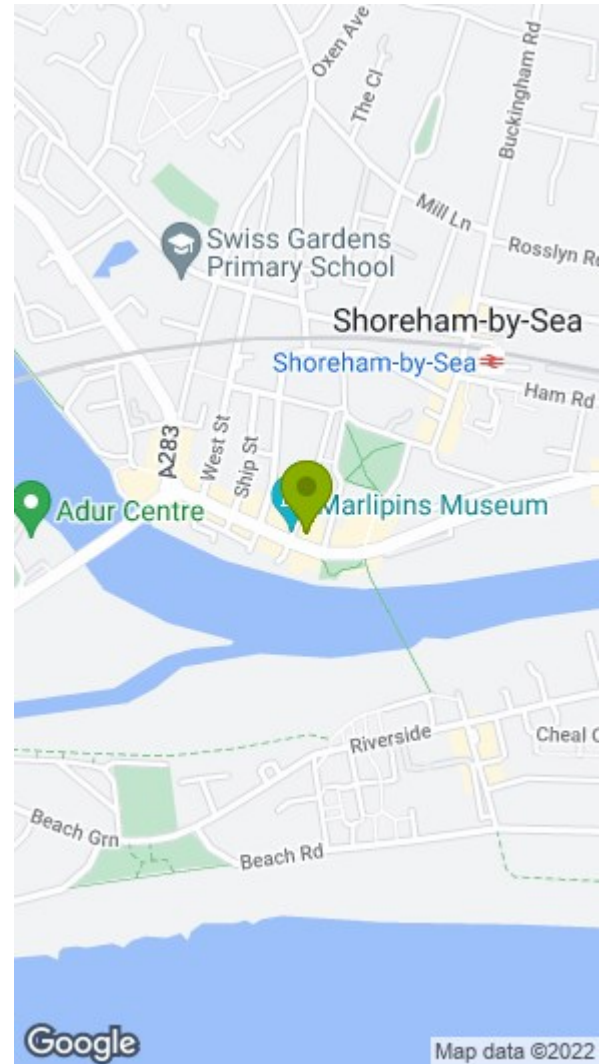 Oxen Ave
The Cl
Buckingham Rd
Mill Ln
Rosslyn Rd
Swiss Gardens
Primary School
Shoreham-by-Sea
Shoreham-by-Sea
Ham Rd
A283
West St
Ship St
Marlipins Museum
Adur Centre
Riverside
Cheal C
Beach Grn
Beach Rd
Google
Map data ©2022